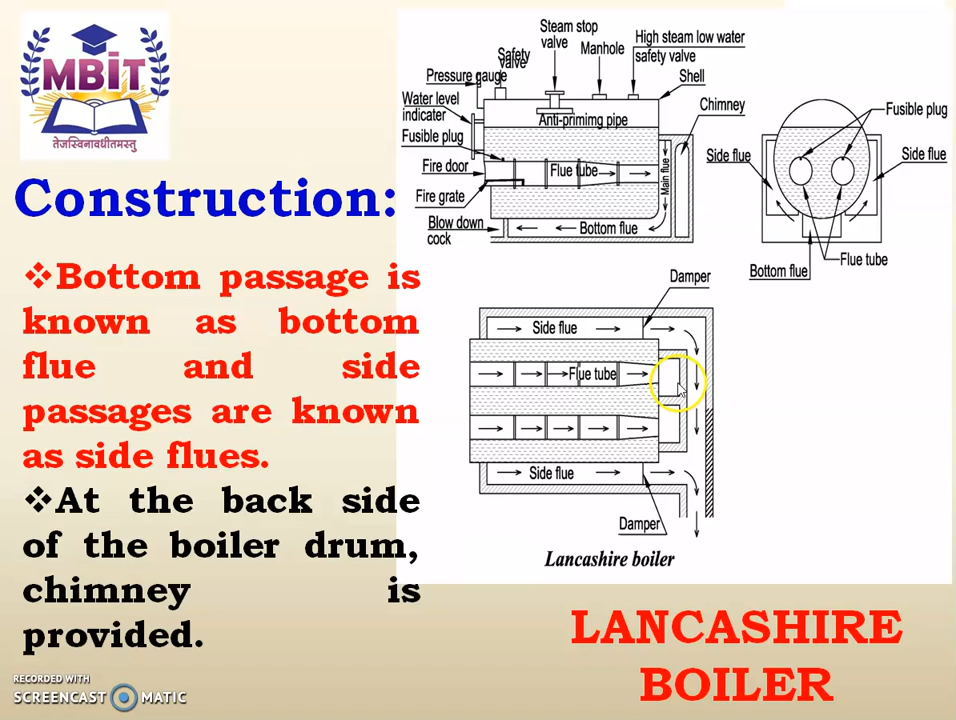 MBIT
तेजस्विनावधीतमस्तु
Construction:
❖Bottom passage is
known as bottom
flue and side
passages are known
as side flues.
❖At the back side
of the boiler drum,
chimney is
provided.
RECORDED WITH
SCREENCAST MATIC
Steam stop
valve
Manhole
High steam low water
safety valve
Safety
valve
Pressure gauge
Shell
Water level
indicater
Chimney
Anti-primimg pipe
Fusible plug
Fire door
Flue tube
Main flue
Fire grate
Blow down
cock
Bottom flue
Fusible plug
Side flue
Side flue
Flue tube
Bottom flue
Damper
Side flue
Flue tube
Side flue
Damper
Lancashire boiler
LANCASHIRE
BOILER